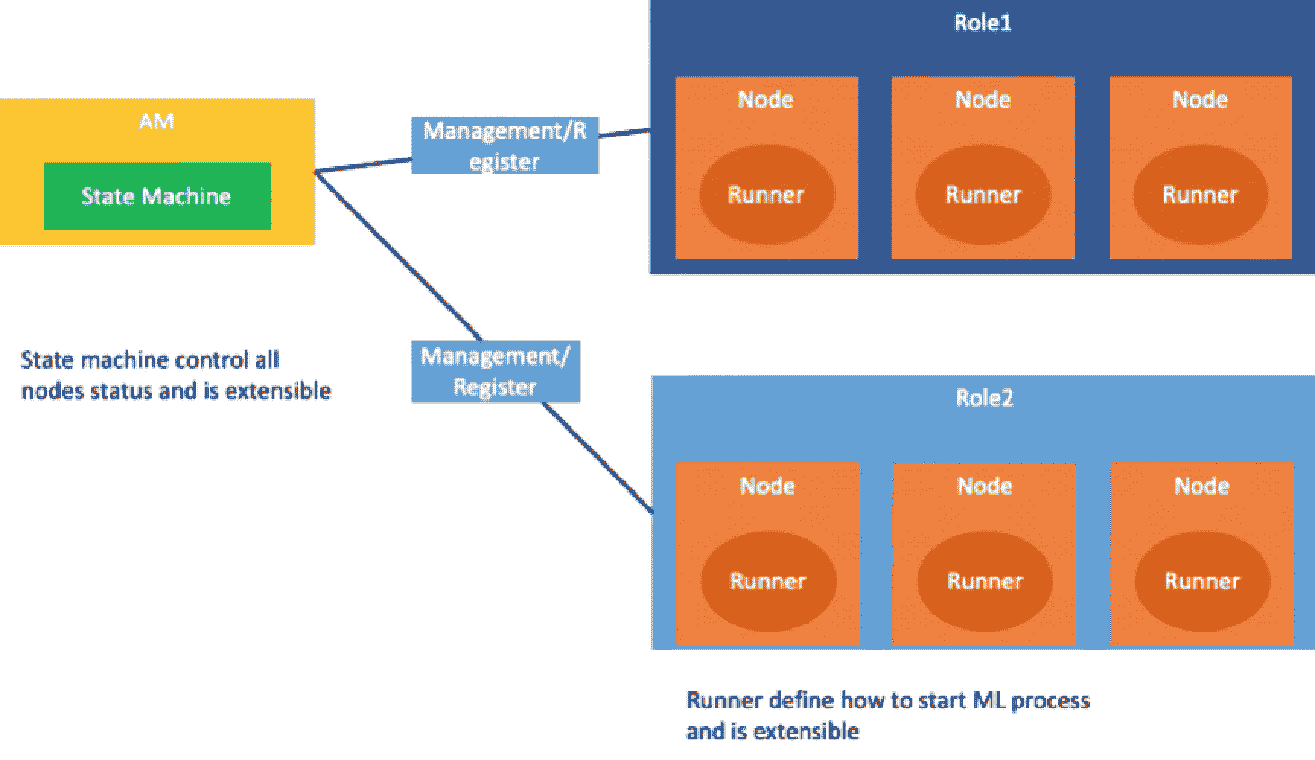 Role1
Node
Node
Node
Runner
Runner
Runner
AM
State Machine
Management/R
egister
State machine control all
nodes status and is extensible
Management/
Register
Role2
Node
Node
Node
Runner
Runner
Runner
Runner define how to start ML process
and is extensible